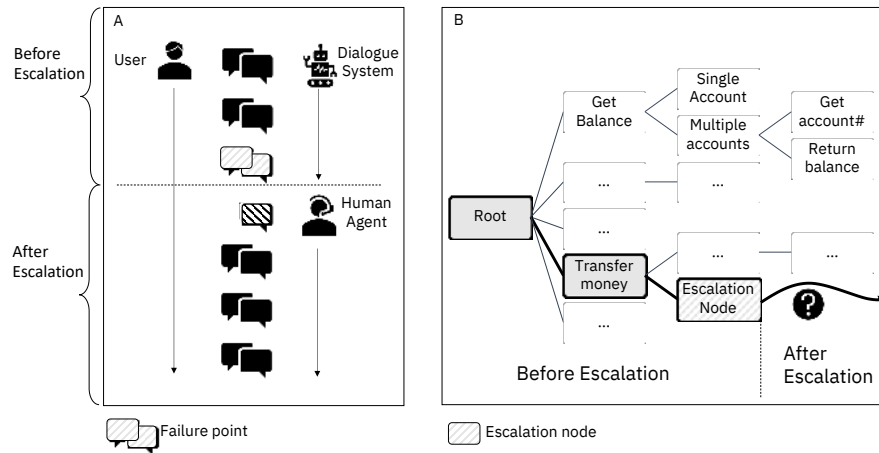 A
Before
Escalation
User
Dialogue
System
After
Escalation
Human
Agent
Failure point
B
Single
Account
Get
Balance
Multiple
accounts
Get
account#
Return
balance
...
...
Root
...
Transfer
money
...
...
Escalation
Node
?
...
Before Escalation
After
Escalation
Escalation node